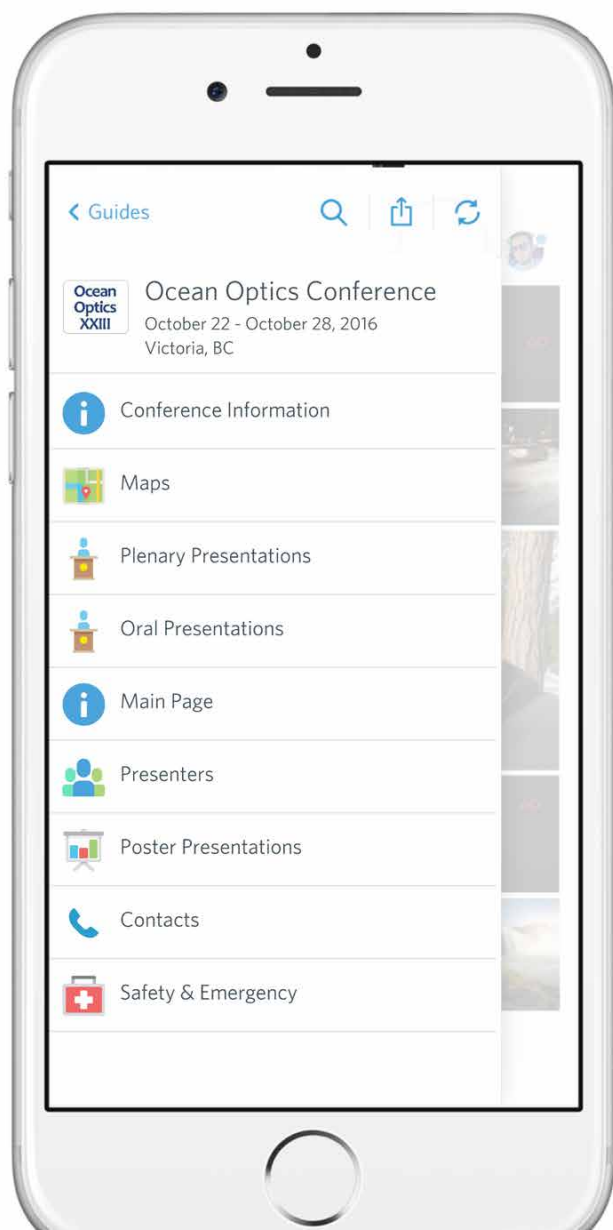 Guides
Ocean
Optics
XXIII
Ocean Optics Conference
October 22 - October 28, 2016
Victoria, BC
Conference Information
Maps
Plenary Presentations
Oral Presentations
Main Page
Presenters
Poster Presentations
Contacts
Safety & Emergency